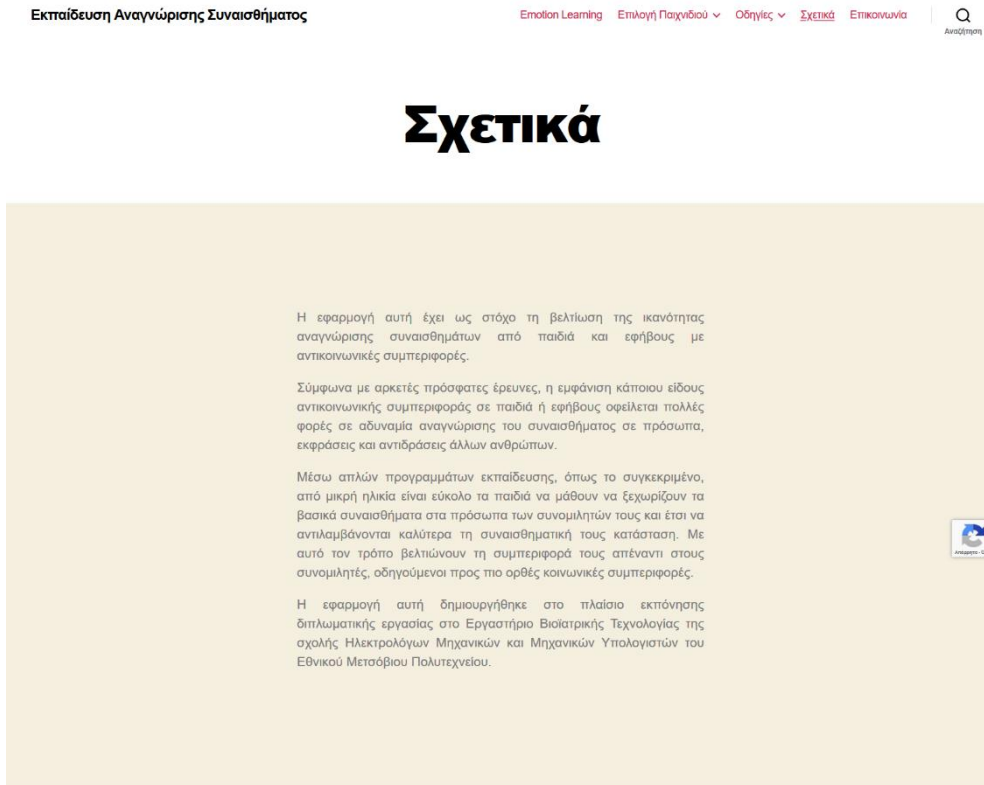 Εκπαίδευση Αναγνώρισης Συναισθήματος
Emotion Learning Επιλογή Παιχνιδιού Οδηγίες Σχετικά Επικοινωνία
Αναζήτηση
Σχετικά
Η εφαρμογή αυτή έχει ως στόχο τη βελτίωση της ικανότητας
αναγνώρισης συναισθημάτων από παιδιά και εφήβους με
αντικοινωνικές συμπεριφορές.
Σύμφωνα με αρκετές πρόσφατες έρευνες, η εμφάνιση κάποιου είδους
αντικοινωνικής συμπεριφοράς σε παιδιά ή εφήβους οφείλεται πολλές
φορές σε αδυναμία αναγνώρισης του συναισθήματος σε πρόσωπα,
εκφράσεις και αντιδράσεις άλλων ανθρώπων.
Μέσω απλών προγραμμάτων εκπαίδευσης, όπως το συγκεκριμένο,
από μικρή ηλικία είναι εύκολο τα παιδιά να μάθουν να ξεχωρίζουν τα
βασικά συναισθήματα στα πρόσωπα των συνομιλητών τους και έτσι να
αντιλαμβάνονται καλύτερα τη συναισθηματική τους κατάσταση. Με
αυτό τον τρόπο βελτιώνουν τη συμπεριφορά τους απέναντι στους
συνομιλητές, οδηγούμενοι προς πιο ορθές κοινωνικές συμπεριφορές.
Η εφαρμογή αυτή δημιουργήθηκε στο πλαίσιο εκπόνησης
διπλωματικής εργασίας στο Εργαστήριο Βιοϊατρικής Τεχνολογίας της
σχολής Ηλεκτρολόγων Μηχανικών και Μηχανικών Υπολογιστών του
Εθνικού Μετσόβιου Πολυτεχνείου.